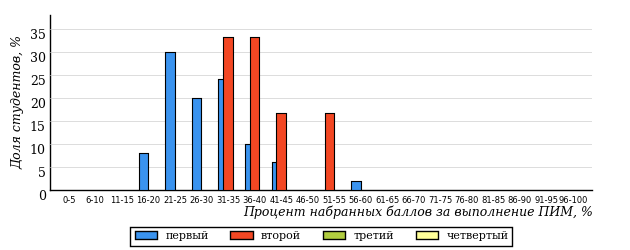 Доля студентов, %
35
30
25
20
15
10
5
0
0-5 6-10 11-15 16-20 21-25 26-30 31-35 36-40 41-45 46-50 51-55 56-60 61-65 66-70 71-75 76-80 81-85 86-90 91-95 96-100
Процент набранных баллов за выполнение ПИМ, %
первый второй третий четвертый